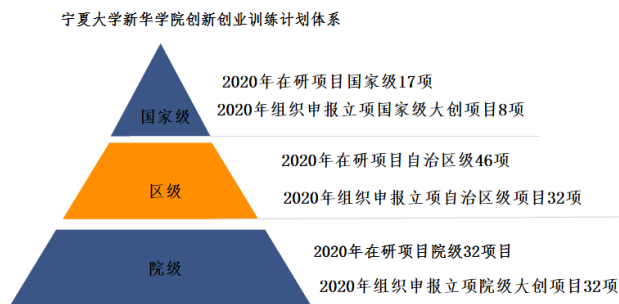 宁夏大学新华学院创新创业训练计划体系
2020年在研项目国家级17项
国家级
2020年组织申报立项国家级大创项目8项
2020年在研项目自治区级46项
区级
2020年组织申报立项自治区级项目32项
2020年在研项目院级32项目
院级
2020年组织申报立项院级大创项目32项